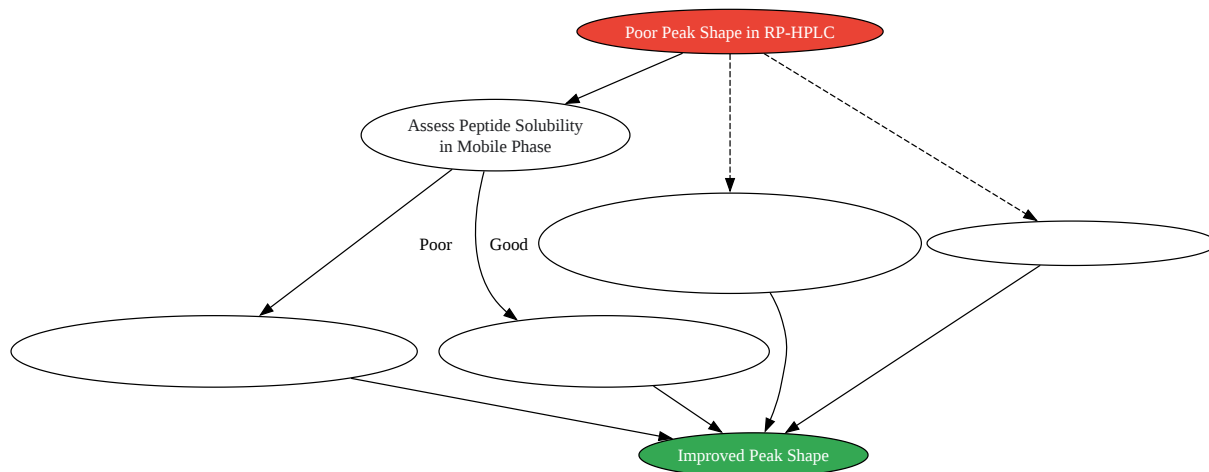 Poor Peak Shape in RP-HPLC
Assess Peptide Solubility
in Mobile Phase
Poor
Good
Improved Peak Shape